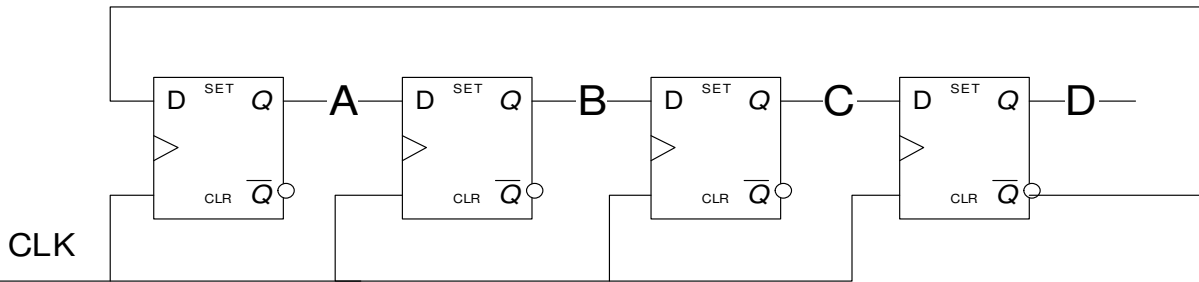 SET SET SET SET
D Q A D Q B D Q C D Q D
CLR Q̅ CLR Q̅ CLR Q̅ CLR Q̅
CLK